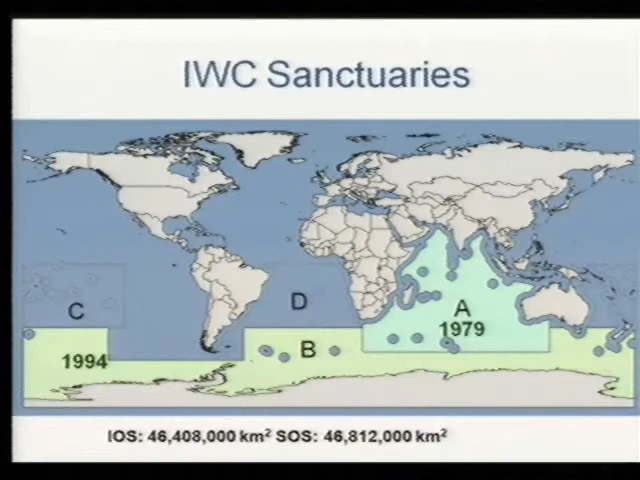 IWC Sanctuaries
C
D
A
1979
B
1994
IOS: 46,408,000 km² SOS: 46,812,000 km²